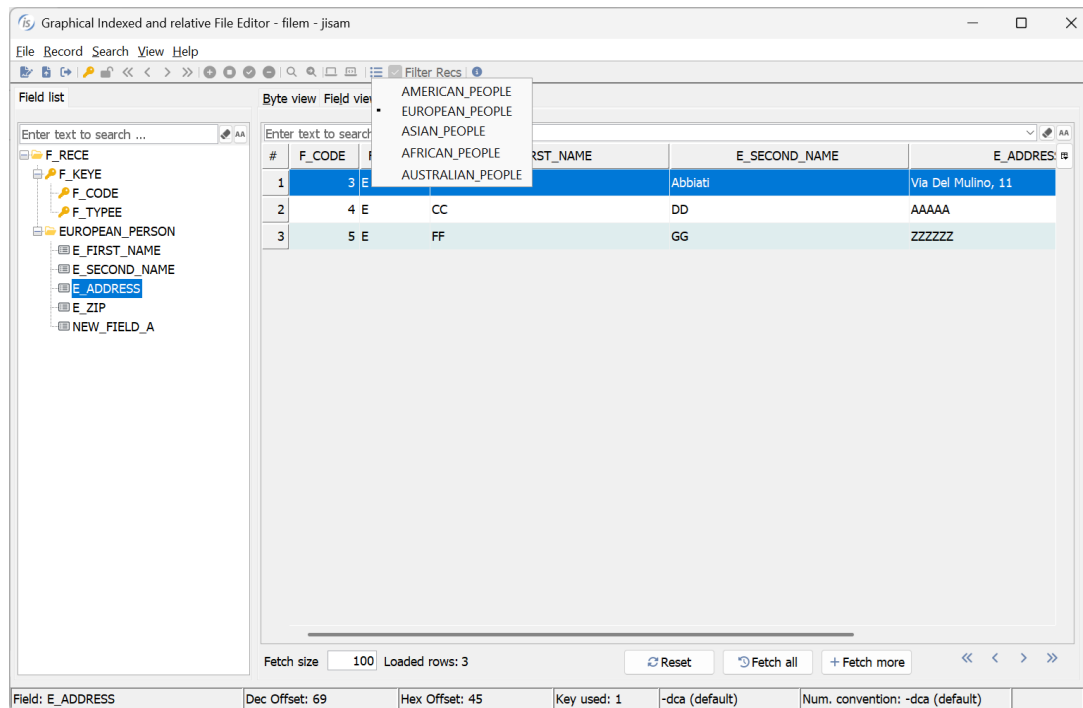 Graphical Indexed and relative File Editor - filem - jisam
File Record Search View Help
Filter Recs
AMERICAN_PEOPLE
EUROPEAN_PEOPLE
ASIAN_PEOPLE
AFRICAN_PEOPLE
AUSTRALIAN_PEOPLE
Field list
Enter text to search ...
AA
F_RECE
F_KEYE
F_CODE
F_TYPEE
EUROPEAN_PERSON
E_FIRST_NAME
E_SECOND_NAME
E_ADDRESS
E_ZIP
NEW_FIELD_A
Byte view Field view
Enter text to search AA
# F_CODE F RST_NAME E_SECOND_NAME E_ADDRESS
1 3 E Abbiati Via Del Mulino, 11
2 4 E CC DD AAAAA
3 5 E FF GG ZZZZZZ
Fetch size 100 Loaded rows: 3 Reset Fetch all + Fetch more
Field: E_ADDRESS Dec Offset: 69 Hex Offset: 45 Key used: 1 -dca (default) Num. convention: -dca (default)